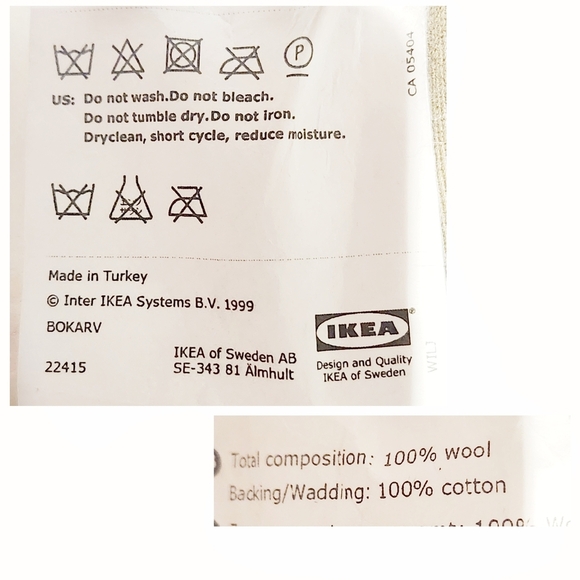 P
US: Do not wash.Do not bleach.
Do not tumble dry.Do not iron.
Dryclean, short cycle, reduce moisture.
CA 05404
Made in Turkey
© Inter IKEA Systems B.V. 1999
BOKARV
22415
IKEA of Sweden AB
SE-343 81 Älmhult
IKEA
®
Design and Quality
IKEA of Sweden
Total composition: 100% wool
Backing/Wadding: 100% cotton
100%